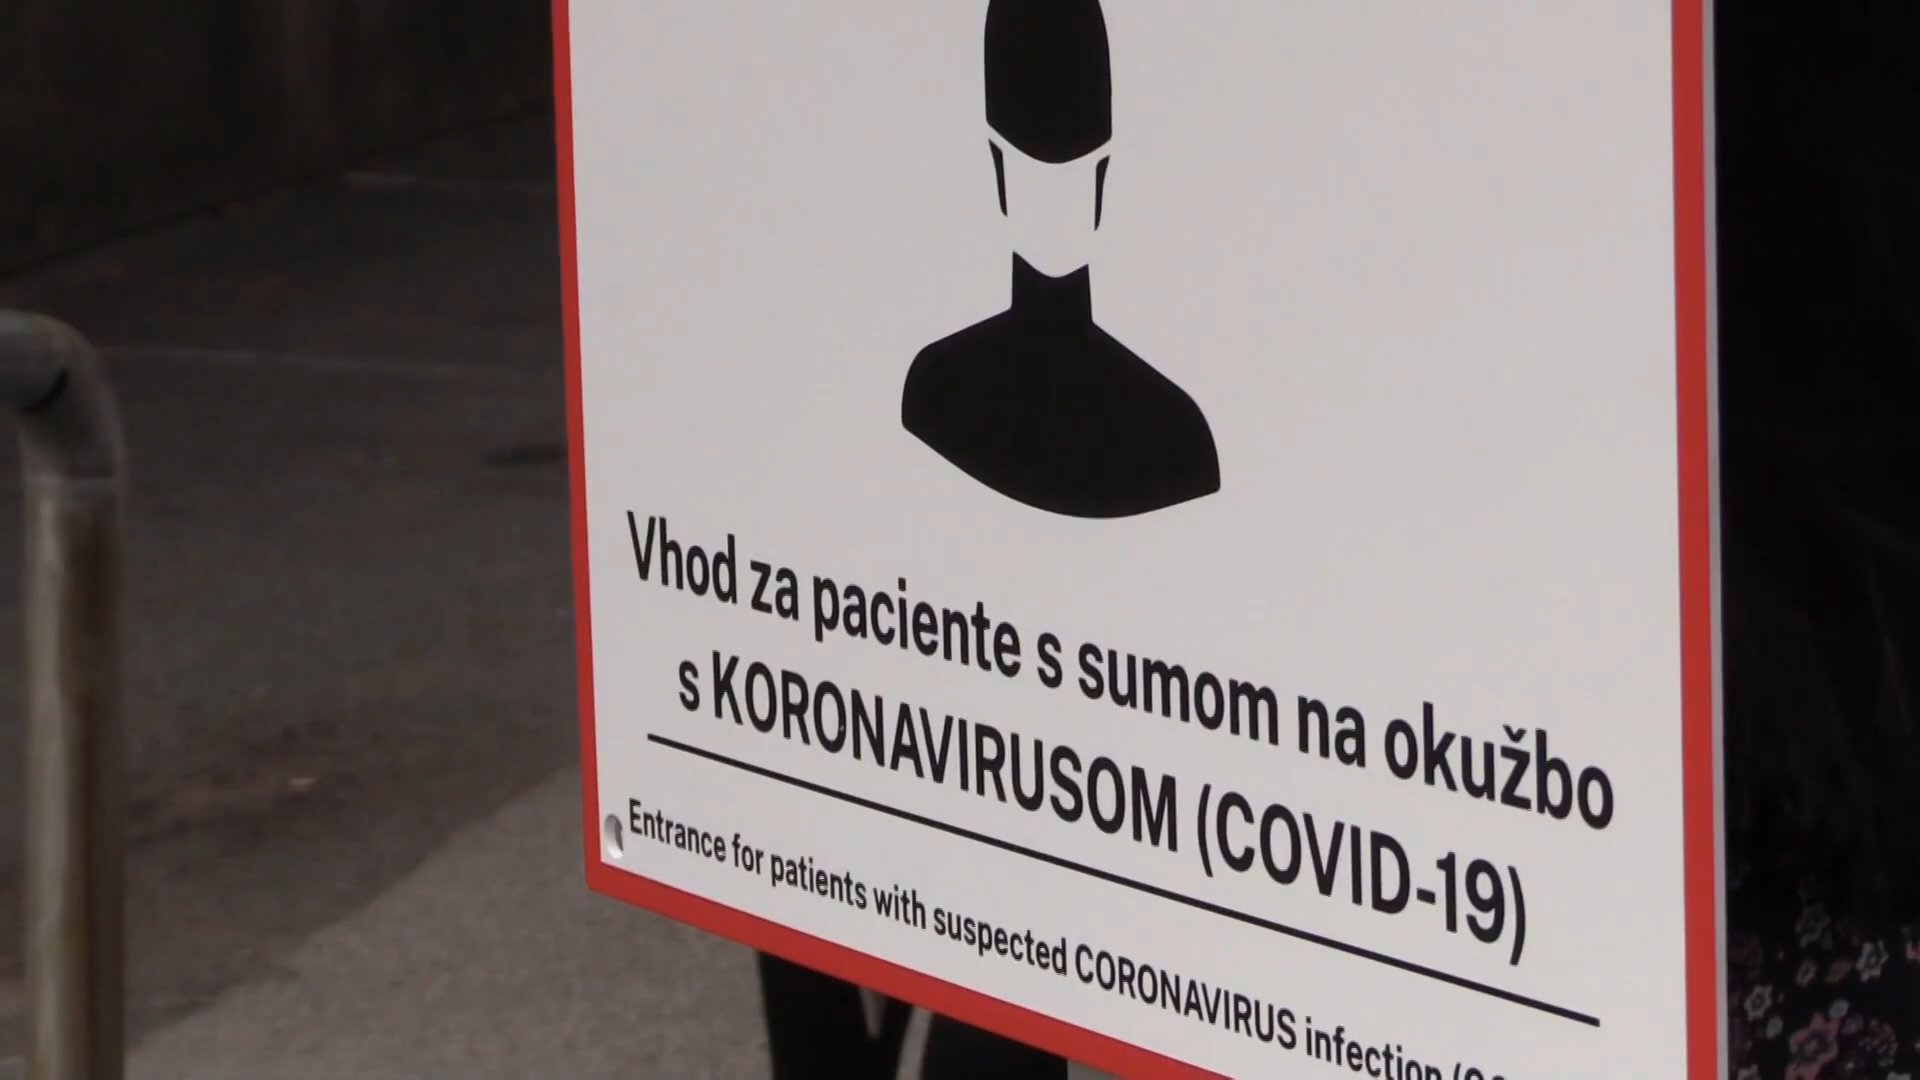 Vhod za paciente s sumom na okužbo
s KORONAVIRUSOM (COVID-19)
Entrance for patients with suspected CORONAVIRUS infection